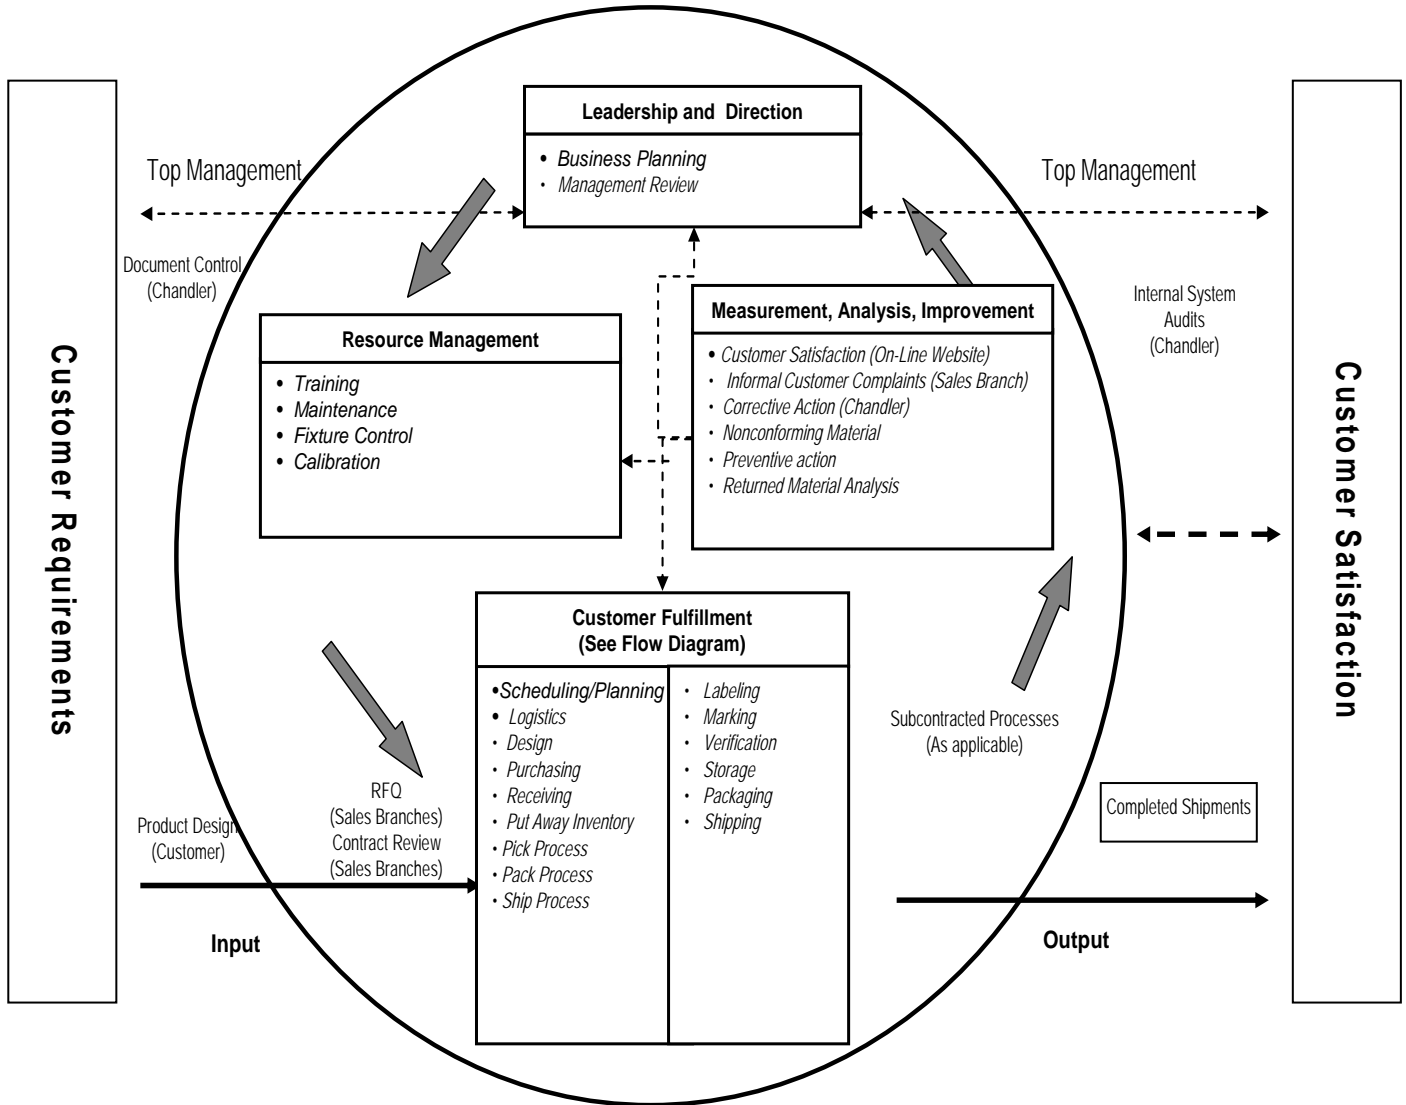 Leadership and Direction
• Business Planning
• Management Review
Top Management
Top Management
Document Control
(Chandler)
Internal System
Audits
(Chandler)
Customer Requirements
Resource Management
• Training
• Maintenance
• Fixture Control
• Calibration
Measurement, Analysis, Improvement
• Customer Satisfaction (On-Line Website)
• Informal Customer Complaints (Sales Branch)
• Corrective Action (Chandler)
• Nonconforming Material
• Preventive action
• Returned Material Analysis
Customer Satisfaction
Customer Fulfillment
(See Flow Diagram)
•Scheduling/Planning
• Logistics
• Design
• Purchasing
• Receiving
• Put Away Inventory
• Pick Process
• Pack Process
• Ship Process
• Labeling
• Marking
• Verification
• Storage
• Packaging
• Shipping
Subcontracted Processes
(As applicable)
RFQ
(Sales Branches)
Contract Review
(Sales Branches)
Product Design
(Customer)
Completed Shipments
Input
Output